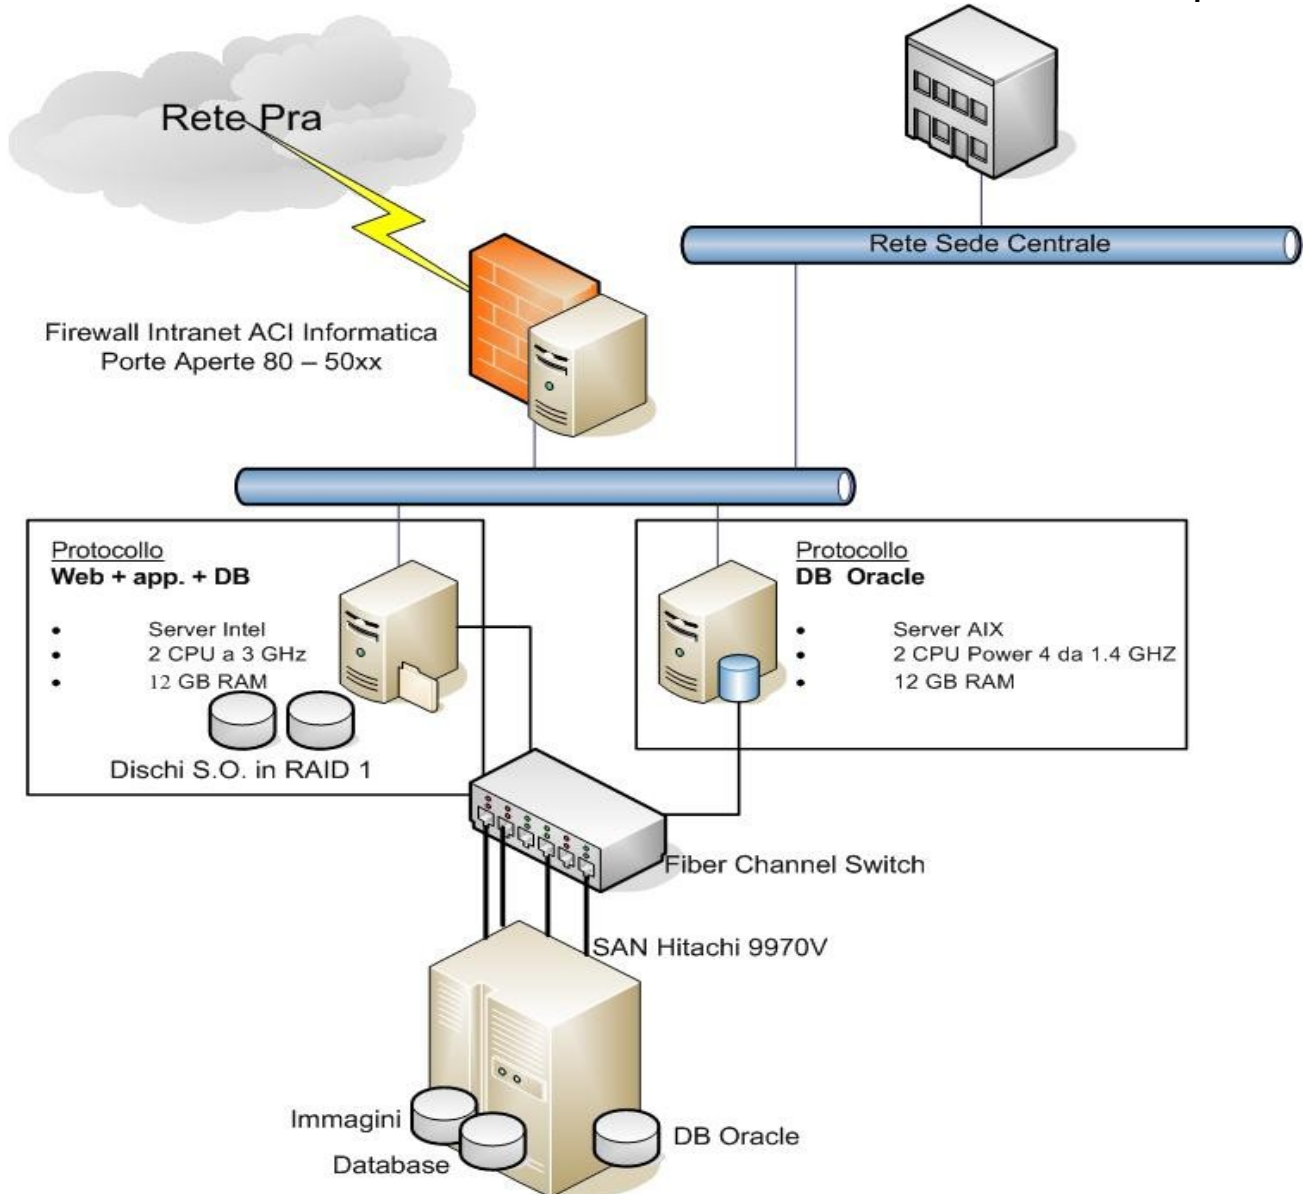 Rete Pra
Rete Sede Centrale
Firewall Intranet ACI Informatica
Porte Aperte 80 – 50xx
Protocollo
Web + app. + DB
• Server Intel
• 2 CPU a 3 GHz
• 12 GB RAM
Dischi S.O. in RAID 1
Protocollo
DB Oracle
• Server AIX
• 2 CPU Power 4 da 1.4 GHZ
• 12 GB RAM
Fiber Channel Switch
SAN Hitachi 9970V
Immagini
Database
DB Oracle